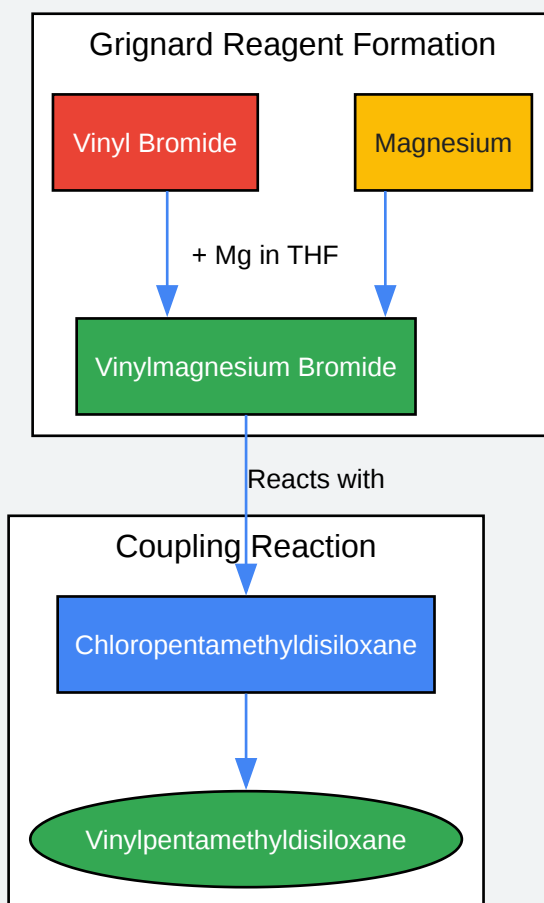 Grignard Reagent Formation
Vinyl Bromide
Magnesium
+ Mg in THF
Vinylmagnesium Bromide
Reacts with
Coupling Reaction
Chloropentamethyldisiloxane
Vinylpentamethyldisiloxane